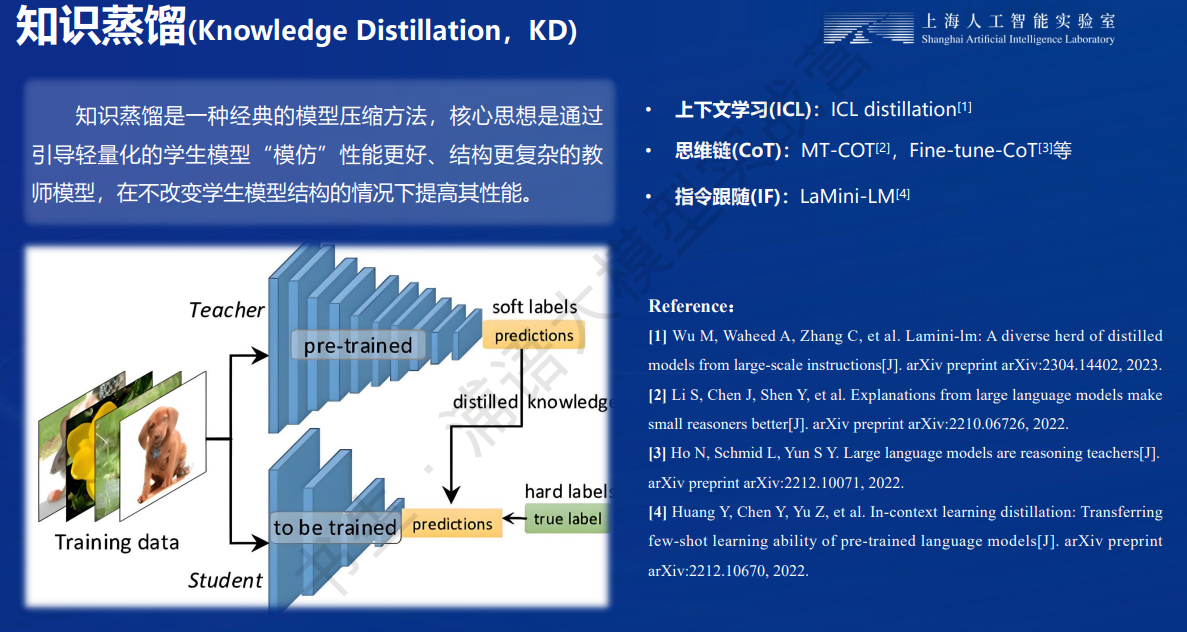 知识蒸馏(Knowledge Distillation，KD)
上海人工智能实验室
Shanghai Artificial Intelligence Laboratory
知识蒸馏是一种经典的模型压缩方法，核心思想是通过
引导轻量化的学生模型“模仿”性能更好、结构更复杂的教
师模型，在不改变学生模型结构的情况下提高其性能。
• 上下文学习(ICL)：ICL distillation[1]
• 思维链(CoT)：MT-COT[2]，Fine-tune-CoT[3]等
• 指令跟随(IF)：LaMini-LM[4]
Teacher
pre-trained
soft labels
predictions
distilled knowledge
Training data
Student
to be trained
predictions
hard labels
true label
Reference：
[1] Wu M, Waheed A, Zhang C, et al. Lamini-lm: A diverse herd of distilled
models from large-scale instructions[J]. arXiv preprint arXiv:2304.14402, 2023.
[2] Li S, Chen J, Shen Y, et al. Explanations from large language models make
small reasoners better[J]. arXiv preprint arXiv:2210.06726, 2022.
[3] Ho N, Schmid L, Yun S Y. Large language models are reasoning teachers[J].
arXiv preprint arXiv:2212.10071, 2022.
[4] Huang Y, Chen Y, Yu Z, et al. In-context learning distillation: Transferring
few-shot learning ability of pre-trained language models[J]. arXiv preprint
arXiv:2212.10670, 2022.
书生·浦语大模型实战营